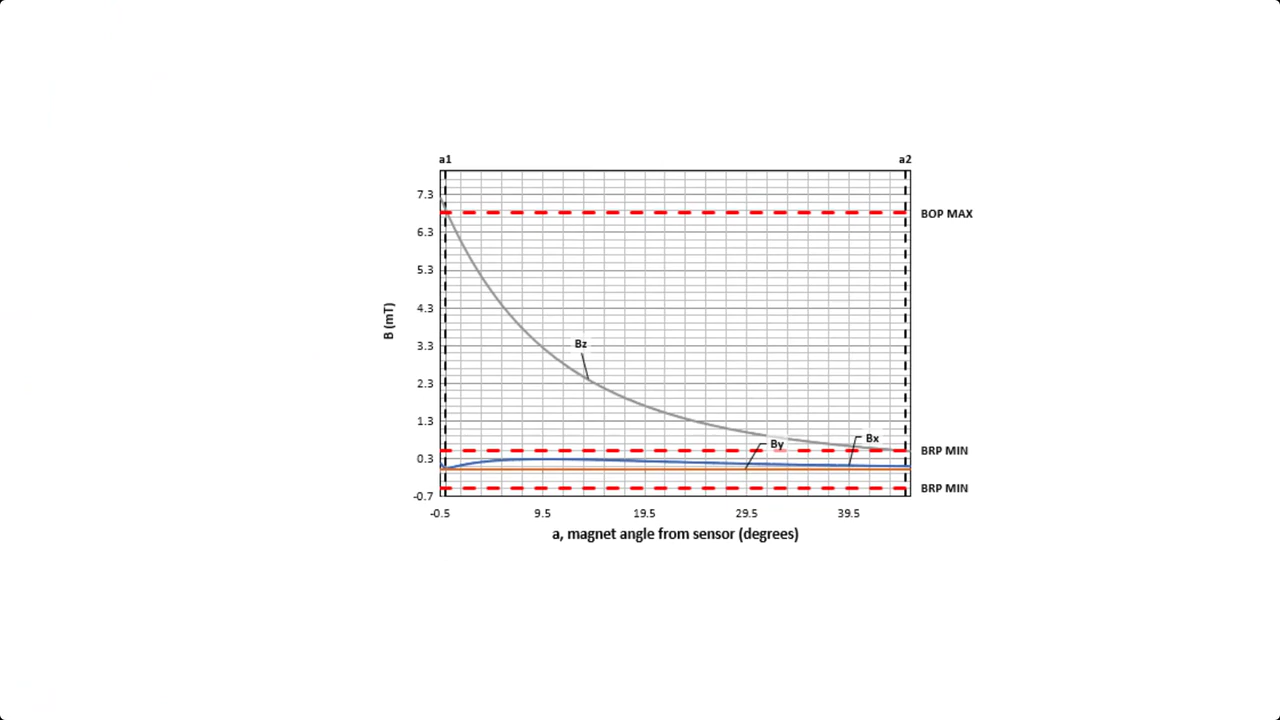 a1 a2
7.3
BOP MAX
6.3
5.3
4.3
B (mT)
3.3
Bz
2.3
1.3
By Bx
BRP MIN
0.3
BRP MIN
-0.7
-0.5 9.5 19.5 29.5 39.5
a, magnet angle from sensor (degrees)